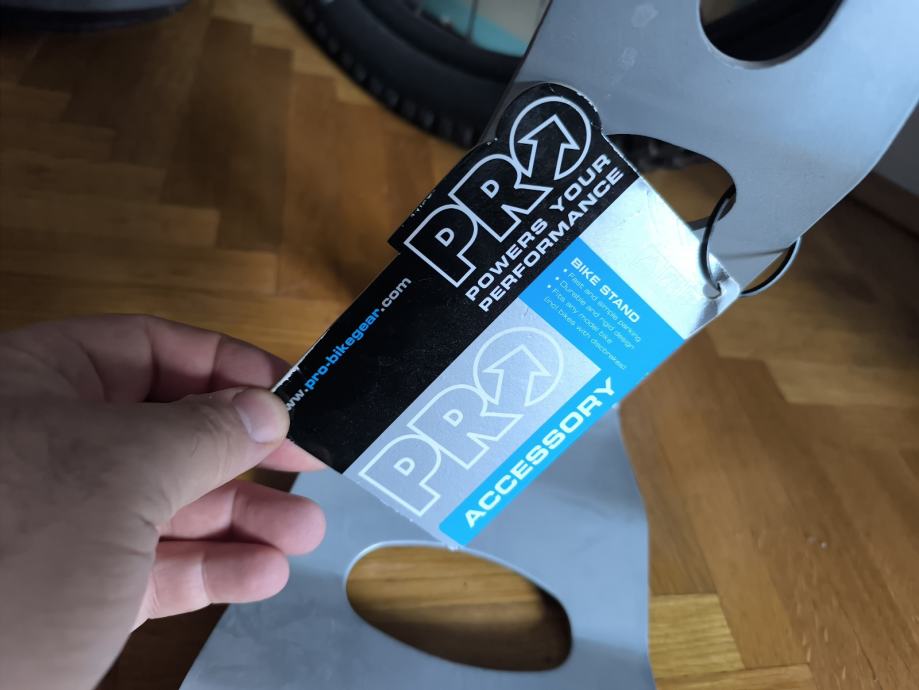 PRO
POWERS YOUR
PERFORMANCE
www.pro-bikegear.com
BIKE STAND
• Fast and simple parking
• Durable and rigid design
• Fits any model bike
(incl bikes with discbrakes)
PRO
ACCESSORY